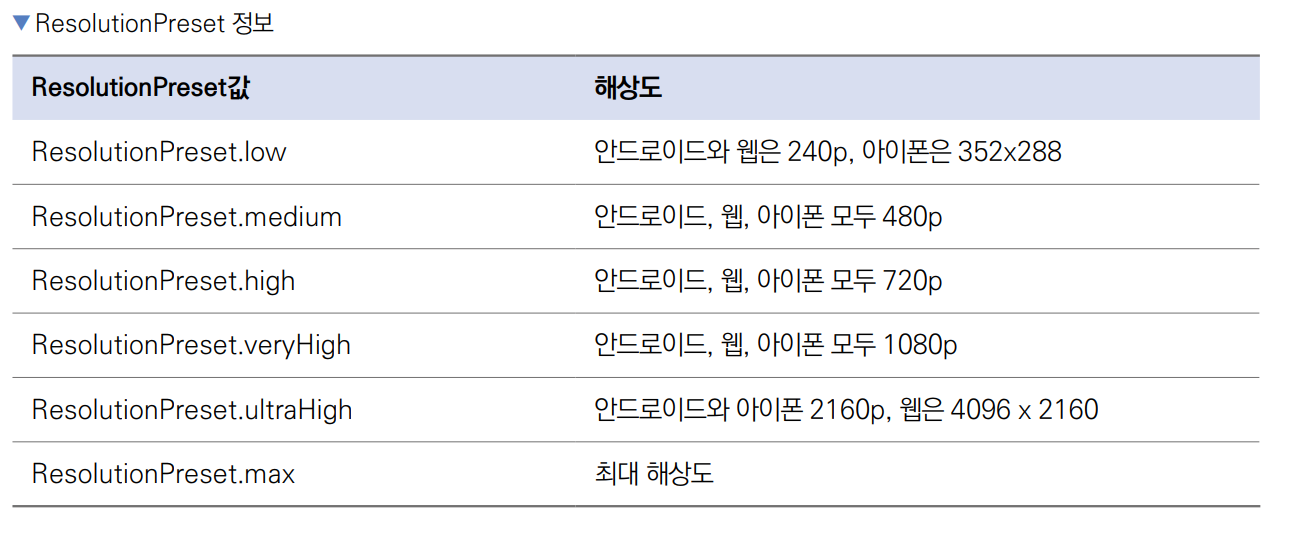 ▼ResolutionPreset 정보
ResolutionPreset값 해상도
ResolutionPreset.low 안드로이드와 웹은 240p, 아이폰은 352x288
ResolutionPreset.medium 안드로이드, 웹, 아이폰 모두 480p
ResolutionPreset.high 안드로이드, 웹, 아이폰 모두 720p
ResolutionPreset.veryHigh 안드로이드, 웹, 아이폰 모두 1080p
ResolutionPreset.ultraHigh 안드로이드와 아이폰 2160p, 웹은 4096 x 2160
ResolutionPreset.max 최대 해상도